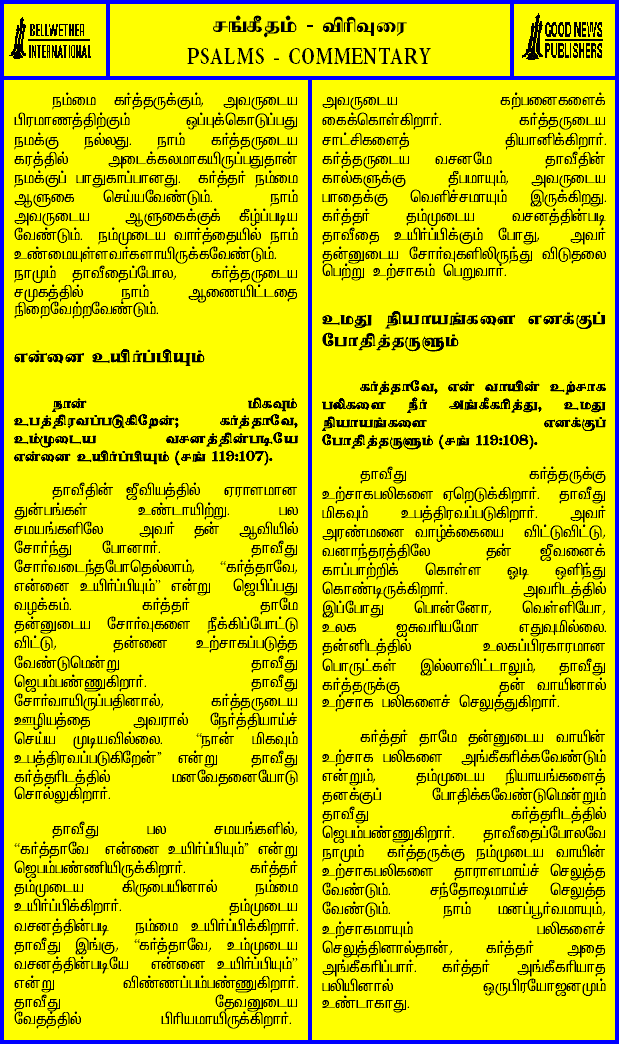 BELLWETHER
INTERNATIONAL
சங்கீதம் - விரிவுரை
PSALMS - COMMENTARY
GOOD NEWS
PUBLISHERS
நம்மை கர்த்தருக்கும், அவருடைய
பிரமாணத்திற்கும் ஒப்புக்கொடுப்பது
நமக்கு நல்லது. நாம் கர்த்தருடைய
கரத்தில் அடைக்கலமாகயிருப்பதுதான்
நமக்குப் பாதுகாப்பானது. கர்த்தர் நம்மை
ஆளுகை செய்யவேண்டும். நாம்
அவருடைய ஆளுகைக்குக் கீழ்ப்படிய
வேண்டும். நம்முடைய வார்த்தையில் நாம்
உண்மையுள்ளவர்களாயிருக்கவேண்டும்.
நாமும் தாவீதைப்போல, கர்த்தருடைய
சமுகத்தில் நாம் ஆணையிட்டதை
நிறைவேற்றவேண்டும்.
என்னை உயிர்ப்பியும்
நான் மிகவும்
உபத்திரவப்படுகிறேன்; கர்த்தாவே,
உம்முடைய வசனத்தின்படியே
என்னை உயிர்ப்பியும் (சங் 119:107).
தாவீதின் ஜீவியத்தில் ஏராளமான
துன்பங்கள் உண்டாயிற்று. பல
சமயங்களிலே அவர் தன் ஆவியில்
சோர்ந்து போனார். தாவீது
சோர்வடைந்தபோதெல்லாம், “கர்த்தாவே,
என்னை உயிர்ப்பியும்” என்று ஜெபிப்பது
வழக்கம். கர்த்தர் தாமே
தன்னுடைய சோர்வுகளை நீக்கிப்போட்டு
விட்டு, தன்னை உற்சாகப்படுத்த
வேண்டுமென்று தாவீது
ஜெபம்பண்ணுகிறார். தாவீது
சோர்வாயிருப்பதினால், கர்த்தருடைய
ஊழியத்தை அவரால் நேர்த்தியாய்ச்
செய்ய முடியவில்லை. “நான் மிகவும்
உபத்திரவப்படுகிறேன்” என்று தாவீது
கர்த்தரிடத்தில் மனவேதனையோடு
சொல்லுகிறார்.
தாவீது பல சமயங்களில்,
“கர்த்தாவே என்னை உயிர்ப்பியும்” என்று
ஜெபம்பண்ணியிருக்கிறார். கர்த்தர்
தம்முடைய கிருபையினால் நம்மை
உயிர்ப்பிக்கிறார். தம்முடைய
வசனத்தின்படி நம்மை உயிர்ப்பிக்கிறார்.
தாவீது இங்கு, “கர்த்தாவே, உம்முடைய
வசனத்தின்படியே என்னை உயிர்ப்பியும்”
என்று விண்ணப்பம்பண்ணுகிறார்.
தாவீது தேவனுடைய
வேதத்தில் பிரியமாயிருக்கிறார்.
அவருடைய கற்பனைகளைக்
கைக்கொள்கிறார். கர்த்தருடைய
சாட்சிகளைத் தியானிக்கிறார்.
கர்த்தருடைய வசனமே தாவீதின்
கால்களுக்கு தீபமாயும், அவருடைய
பாதைக்கு வெளிச்சமாயும் இருக்கிறது.
கர்த்தர் தம்முடைய வசனத்தின்படி
தாவீதை உயிர்ப்பிக்கும் போது, அவர்
தன்னுடைய சோர்வுகளிலிருந்து விடுதலை
பெற்று உற்சாகம் பெறுவார்.
உமது நியாயங்களை எனக்குப்
போதித்தருளும்
கர்த்தாவே, என் வாயின் உற்சாக
பலிகளை நீர் அங்கீகரித்து, உமது
நியாயங்களை எனக்குப்
போதித்தருளும் (சங் 119:108).
தாவீது கர்த்தருக்கு
உற்சாகபலிகளை ஏறெடுக்கிறார். தாவீது
மிகவும் உபத்திரவப்படுகிறார். அவர்
அரண்மனை வாழ்க்கையை விட்டுவிட்டு,
வனாந்தரத்திலே தன் ஜீவனைக்
காப்பாற்றிக் கொள்ள ஓடி ஒளிந்து
கொண்டிருக்கிறார். அவரிடத்தில்
இப்போது பொன்னோ, வெள்ளியோ,
உலக ஐசுவரியமோ எதுவுமில்லை.
தன்னிடத்தில் உலகப்பிரகாரமான
பொருட்கள் இல்லாவிட்டாலும், தாவீது
கர்த்தருக்கு தன் வாயினால்
உற்சாக பலிகளைச் செலுத்துகிறார்.
கர்த்தர் தாமே தன்னுடைய வாயின்
உற்சாக பலிகளை அங்கீகரிக்கவேண்டும்
என்றும், தம்முடைய நியாயங்களைத்
தனக்குப் போதிக்கவேண்டுமென்றும்
தாவீது கர்த்தரிடத்தில்
ஜெபம்பண்ணுகிறார். தாவீதைப்போலவே
நாமும் கர்த்தருக்கு நம்முடைய வாயின்
உற்சாகபலிகளை தாராளமாய்ச் செலுத்த
வேண்டும். சந்தோஷமாய்ச் செலுத்த
வேண்டும். நாம் மனப்பூர்வமாயும்,
உற்சாகமாயும் பலிகளைச்
செலுத்தினால்தான், கர்த்தர் அதை
அங்கீகரிப்பார். கர்த்தர் அங்கீகரியாத
பலியினால் ஒருபிரயோஜனமும்
உண்டாகாது.